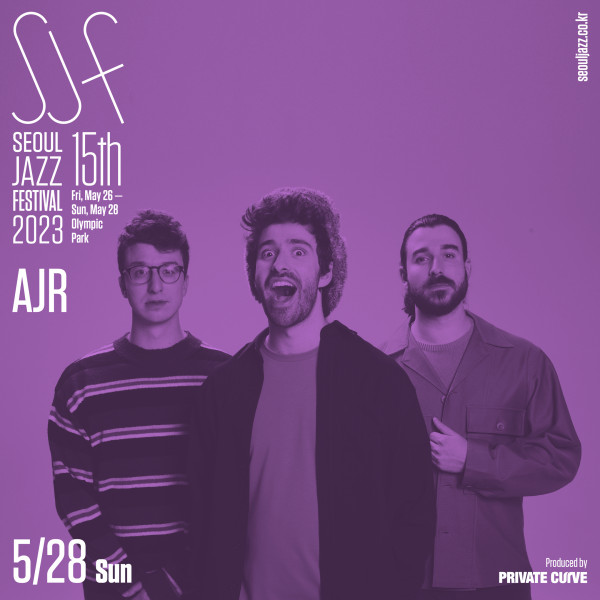 SJF
SEOUL
JAZZ
FESTIVAL
2023
15th
Fri, May 26 –
Sun, May 28
Olympic
Park
seouljazz.co.kr
AJR
5/28 Sun
Produced by
PRIVATE CURVE